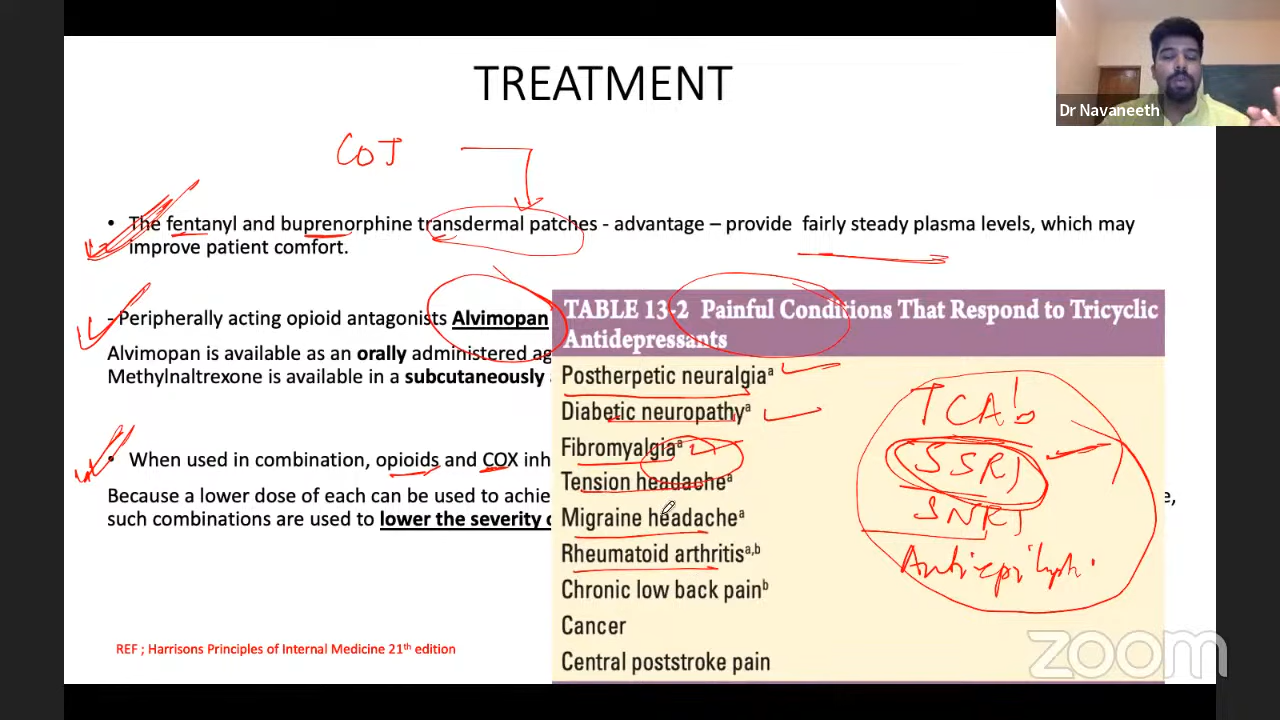 TREATMENT
Dr Navaneeth
COT
• The fentanyl and buprenorphine transdermal patches - advantage – provide fairly steady plasma levels, which may
improve patient comfort.
- Peripherally acting opioid antagonists Alvimopan
Alvimopan is available as an orally administered ag
Methylnaltrexone is available in a subcutaneously
• When used in combination, opioids and COX inh
Because a lower dose of each can be used to achie
such combinations are used to lower the severity o
TABLE 13-2 Painful Conditions That Respond to Tricyclic
Antidepressants
Postherpetic neuralgiaᵃ
Diabetic neuropathyᵃ
Fibromyalgiaᵃ
Tension headacheᵃ
Migraine headacheᵃ
Rheumatoid arthritisᵃ,ᵇ
Chronic low back painᵇ
Cancer
Central poststroke pain
TCAs
SSRI
SNRI
REF ; Harrisons Principles of Internal Medicine 21th edition
zoom